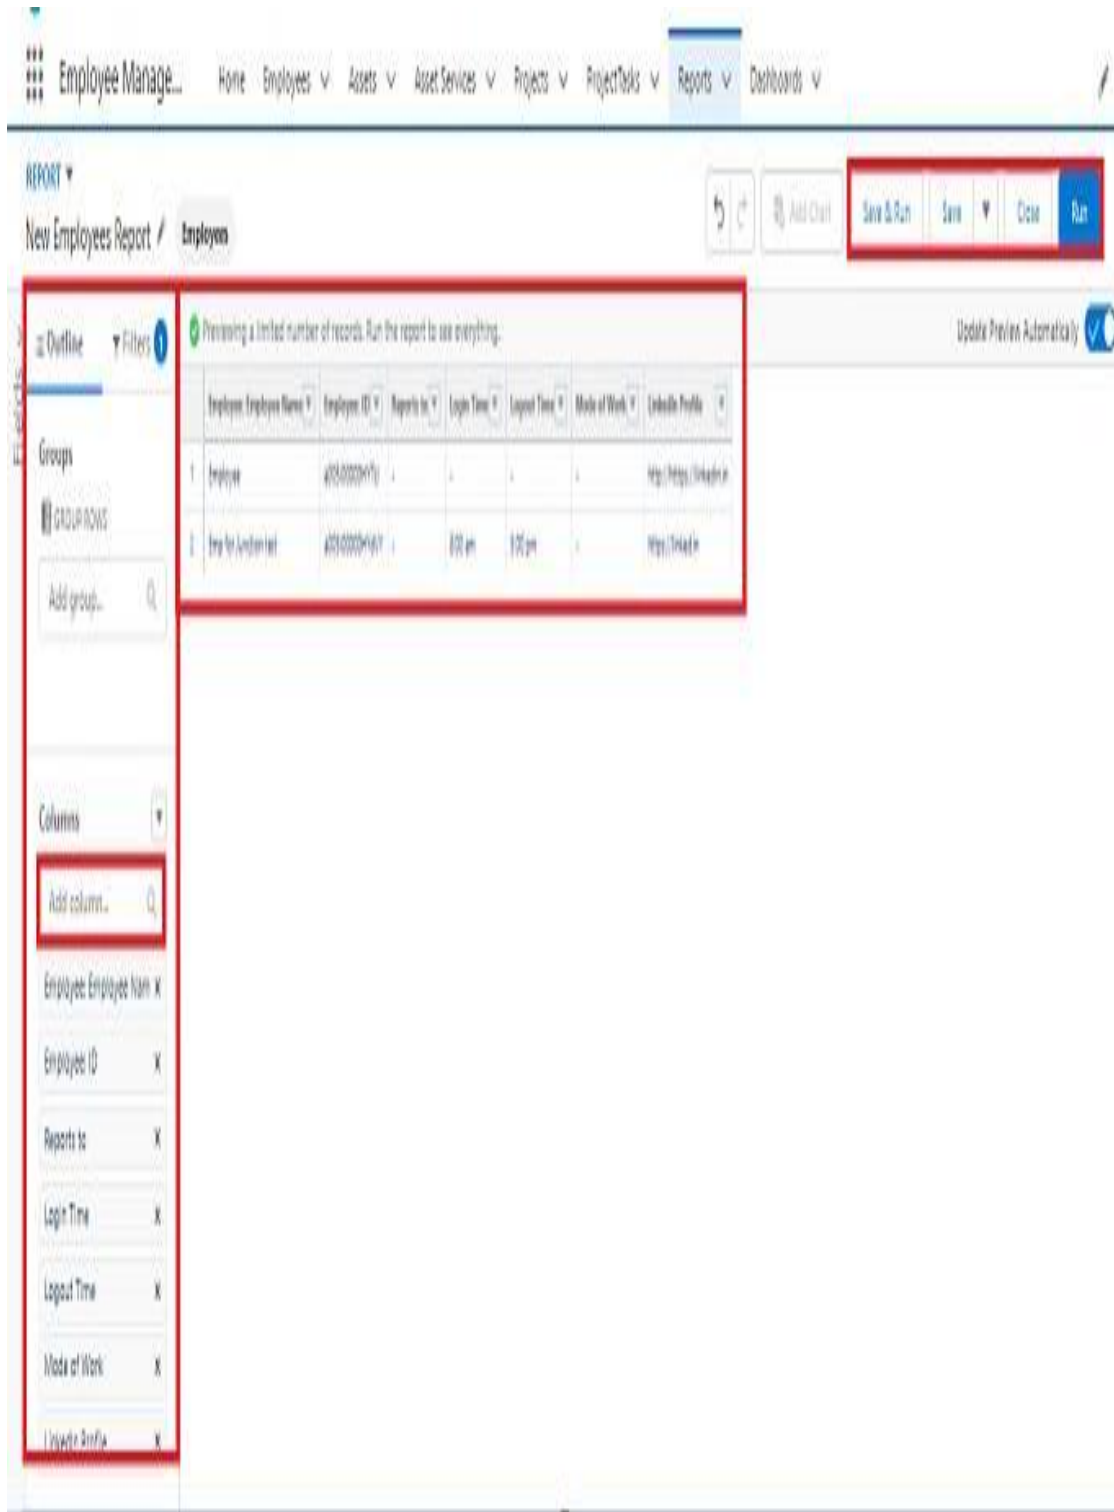 Employee Manage... Home Employees Assets Asset Services Projects ProjectTasks Reports Dashboards
REPORT
New Employees Report Employees
Add Chart Save & Run Save Close Run
Fields
Outline Filters 1
Previewing a limited number of records. Run the report to see everything.
Update Preview Automatically
Employee: Employee Name Employee ID Reports to Login Time Logout Time Mode of Work LinkedIn Profile
1 Employee - - - -
2 - 8:00 am -
Groups
GROUP ROWS
Add group...
Columns
Add column...
Employee: Employee Nam
Employee ID
Reports to
Login Time
Logout Time
Mode of Work
LinkedIn Profile